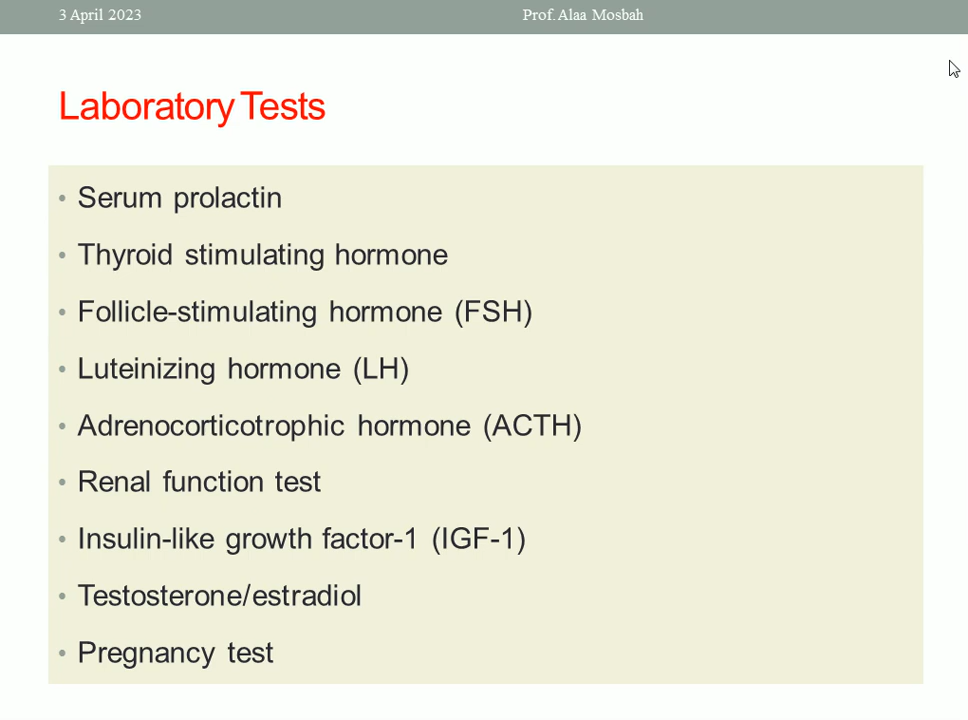 3 April 2023
Prof. Alaa Mosbah
Laboratory Tests
• Serum prolactin
• Thyroid stimulating hormone
• Follicle-stimulating hormone (FSH)
• Luteinizing hormone (LH)
• Adrenocorticotrophic hormone (ACTH)
• Renal function test
• Insulin-like growth factor-1 (IGF-1)
• Testosterone/estradiol
• Pregnancy test